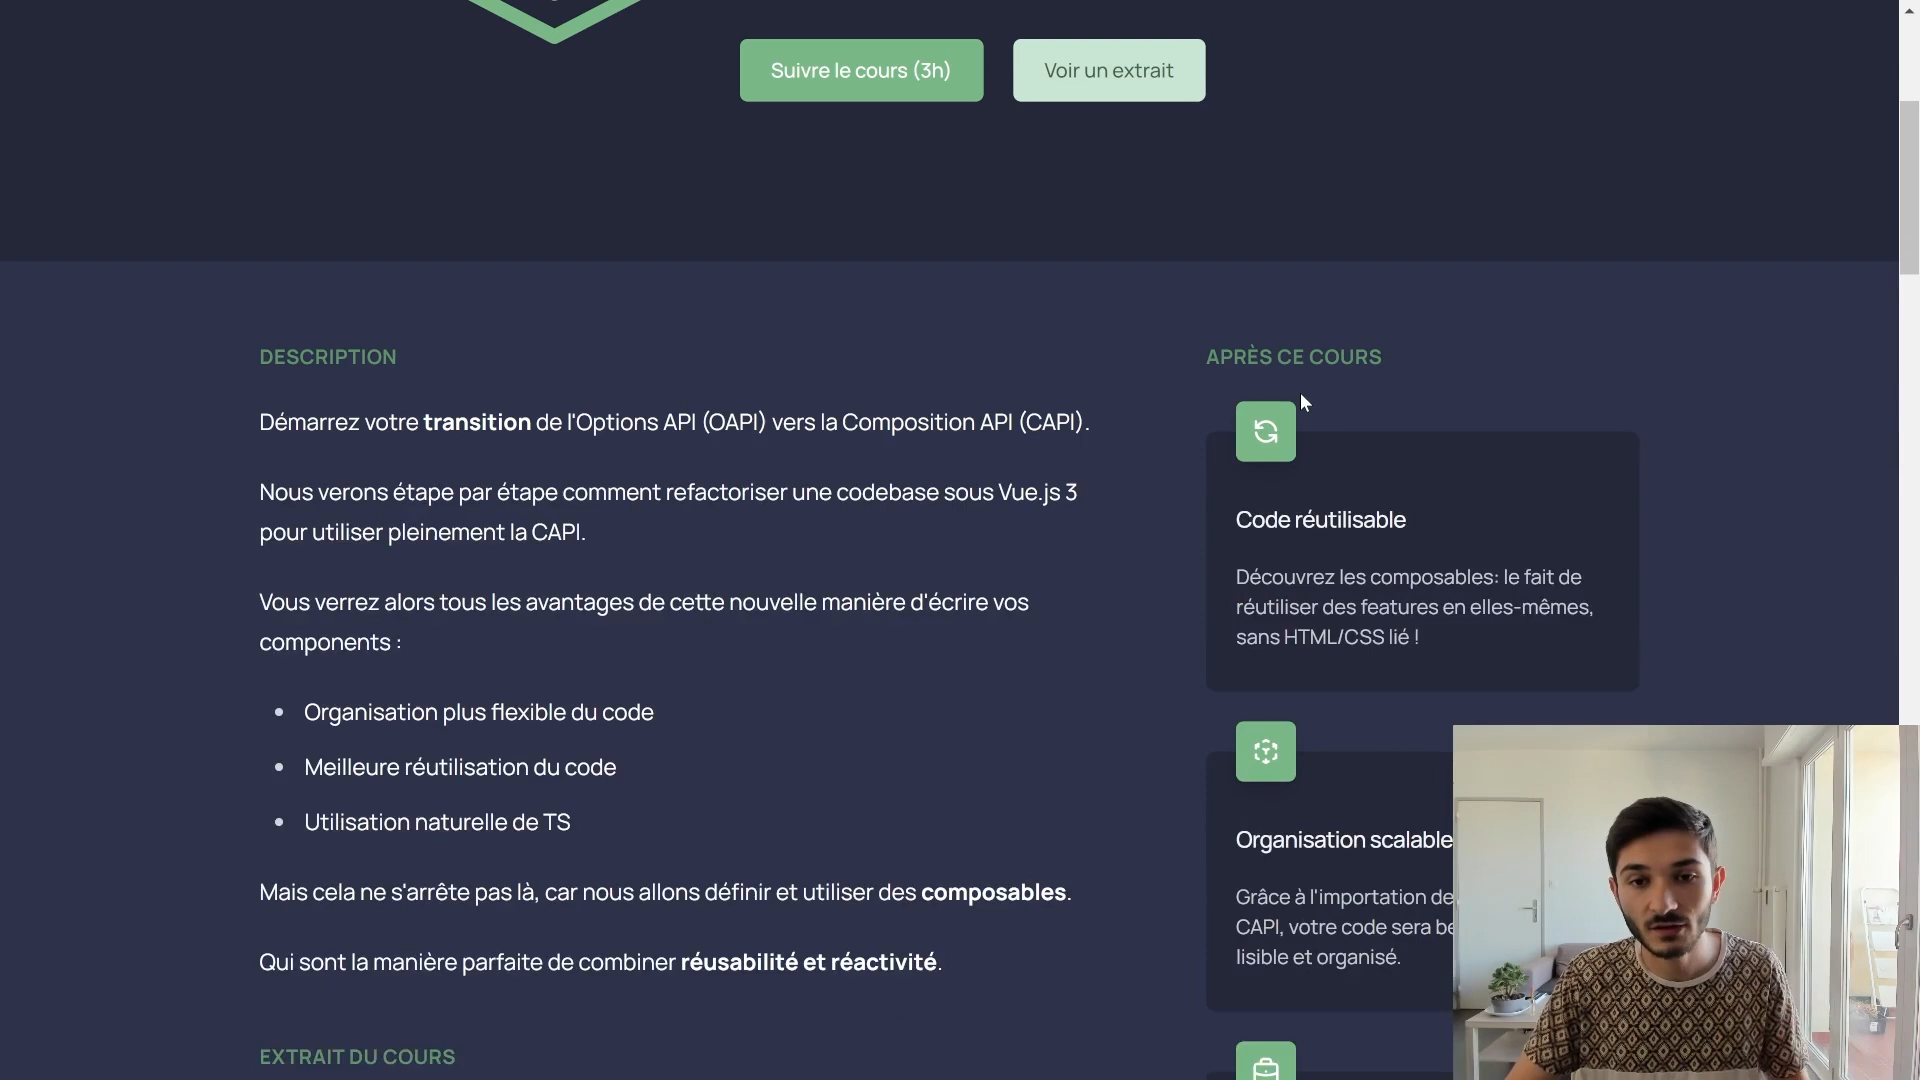 Suivre le cours (3h)
Voir un extrait
DESCRIPTION
Démarrez votre transition de l'Options API (OAPI) vers la Composition API (CAPI).
Nous verons étape par étape comment refactoriser une codebase sous Vue.js 3
pour utiliser pleinement la CAPI.
Vous verrez alors tous les avantages de cette nouvelle manière d'écrire vos
components :
Organisation plus flexible du code
Meilleure réutilisation du code
Utilisation naturelle de TS
Mais cela ne s'arrête pas là, car nous allons définir et utiliser des composables.
Qui sont la manière parfaite de combiner réusabilité et réactivité.
EXTRAIT DU COURS
APRÈS CE COURS
Code réutilisable
Découvrez les composables: le fait de
réutiliser des features en elles-mêmes,
sans HTML/CSS lié !
Organisation scalable
Grâce à l'importation de
CAPI, votre code sera be
lisible et organisé.